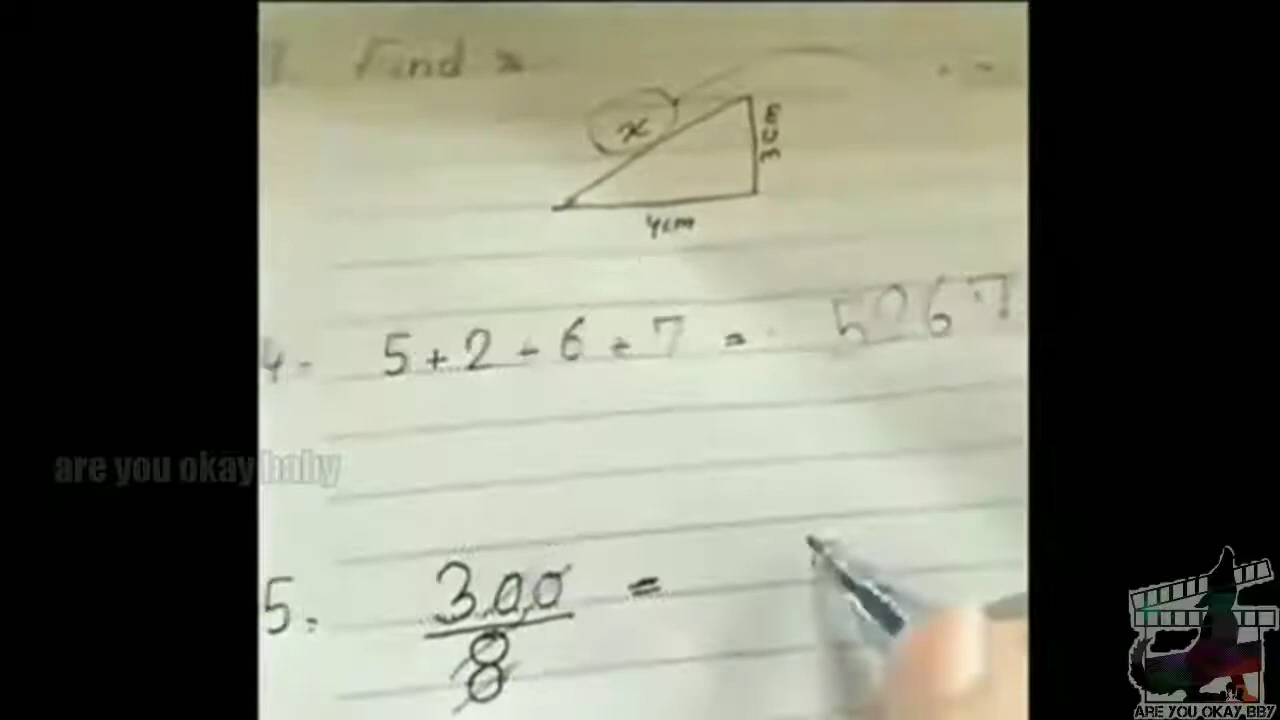 Find x
x
3cm
4cm
4- 5+2+6+7 = 5267
are you okay baby
5. 300/8 =
ARE YOU OKAY BBY